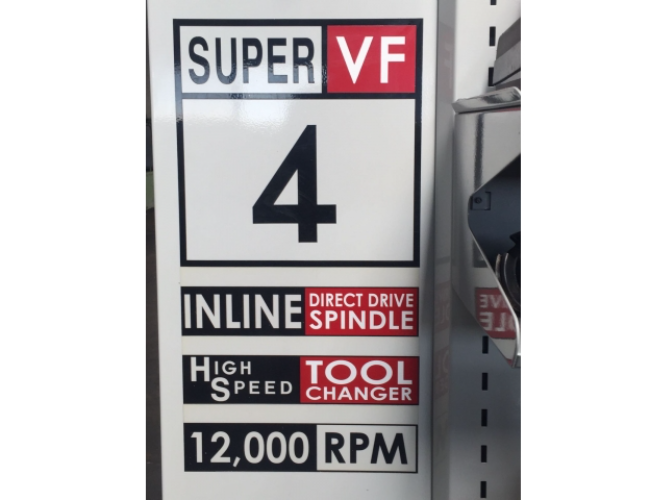 SUPER VF
4
INLINE DIRECT DRIVE SPINDLE
HIGH SPEED TOOL CHANGER
12,000 RPM